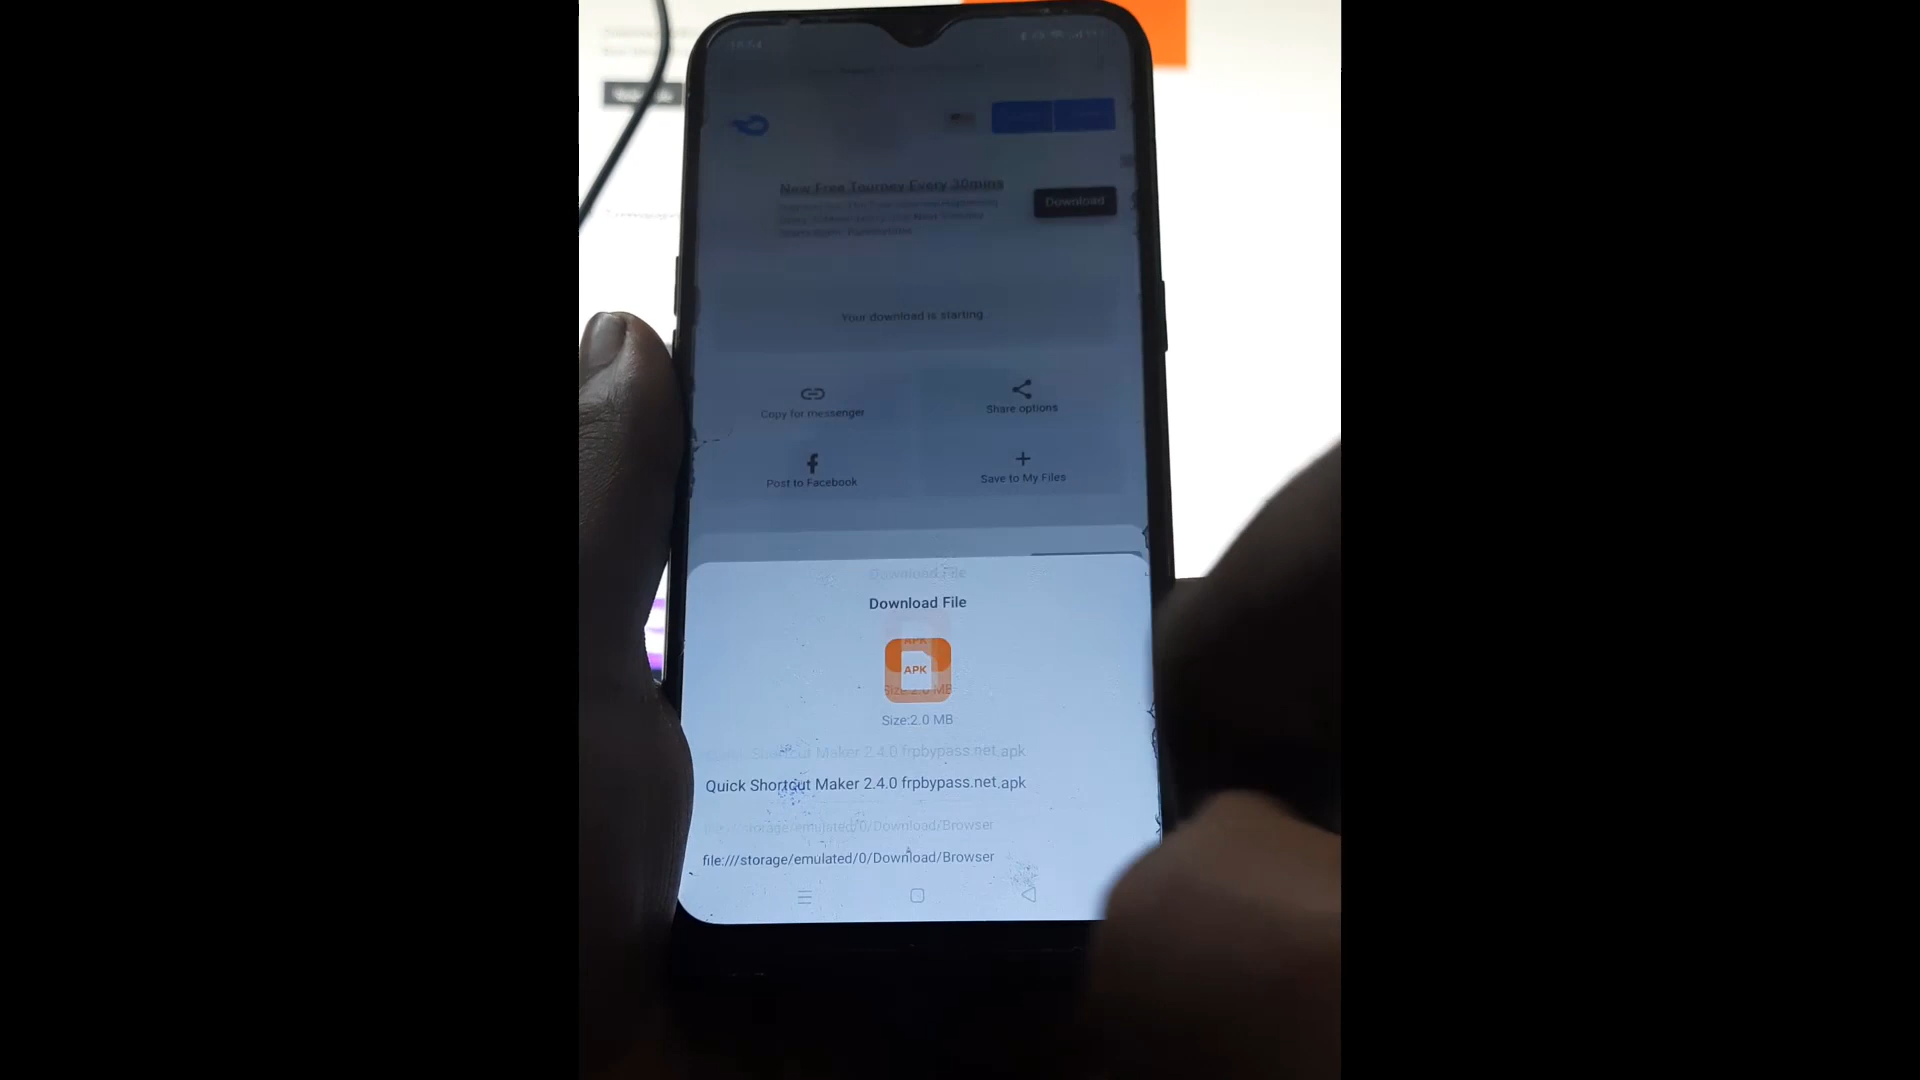 18:54
New Free Tourney Every 30mins
Download
Your download is starting
Copy for messenger
Share options
Post to Facebook
Save to My Files
Download File
Download File
APK
APK
Size:2.0 MB
Size:2.0 MB
Shortcut Maker 2.4.0 frpbypass.net.apk
Quick Shortcut Maker 2.4.0 frpbypass.net.apk
storage/emulated/0/Download/Browser
file:///storage/emulated/0/Download/Browser